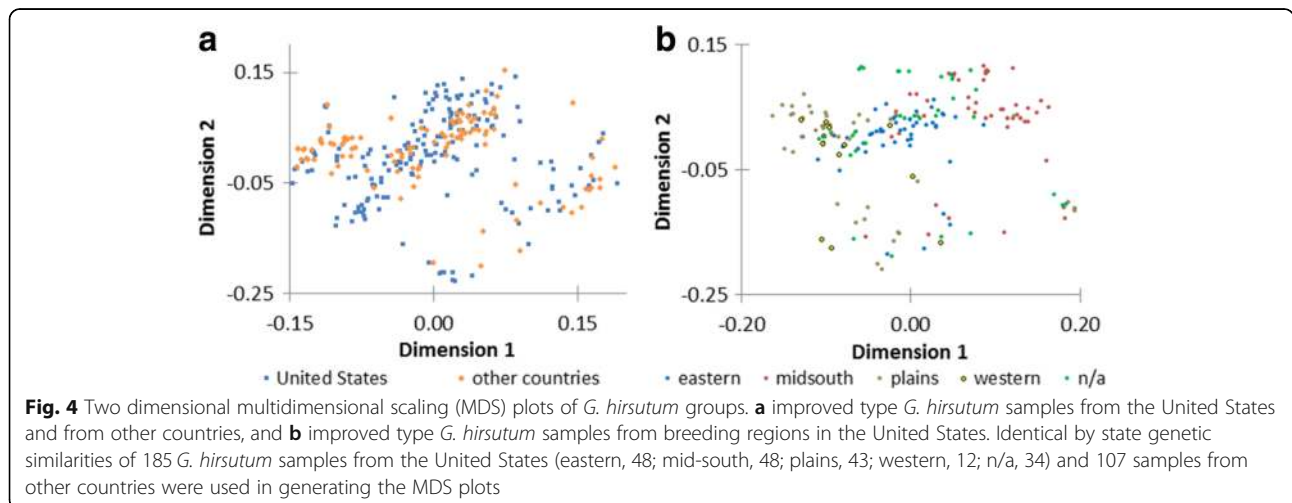 a
b
0.15
-0.05
-0.25
Dimension 2
-0.15 0.00 0.15
Dimension 1
United States other countries
0.15
-0.05
-0.25
Dimension 2
-0.20 0.00 0.20
Dimension 1
eastern midsouth plains western n/a
Fig. 4 Two dimensional multidimensional scaling (MDS) plots of G. hirsutum groups. a improved type G. hirsutum samples from the United States
and from other countries, and b improved type G. hirsutum samples from breeding regions in the United States. Identical by state genetic
similarities of 185 G. hirsutum samples from the United States (eastern, 48; mid-south, 48; plains, 43; western, 12; n/a, 34) and 107 samples from
other countries were used in generating the MDS plots